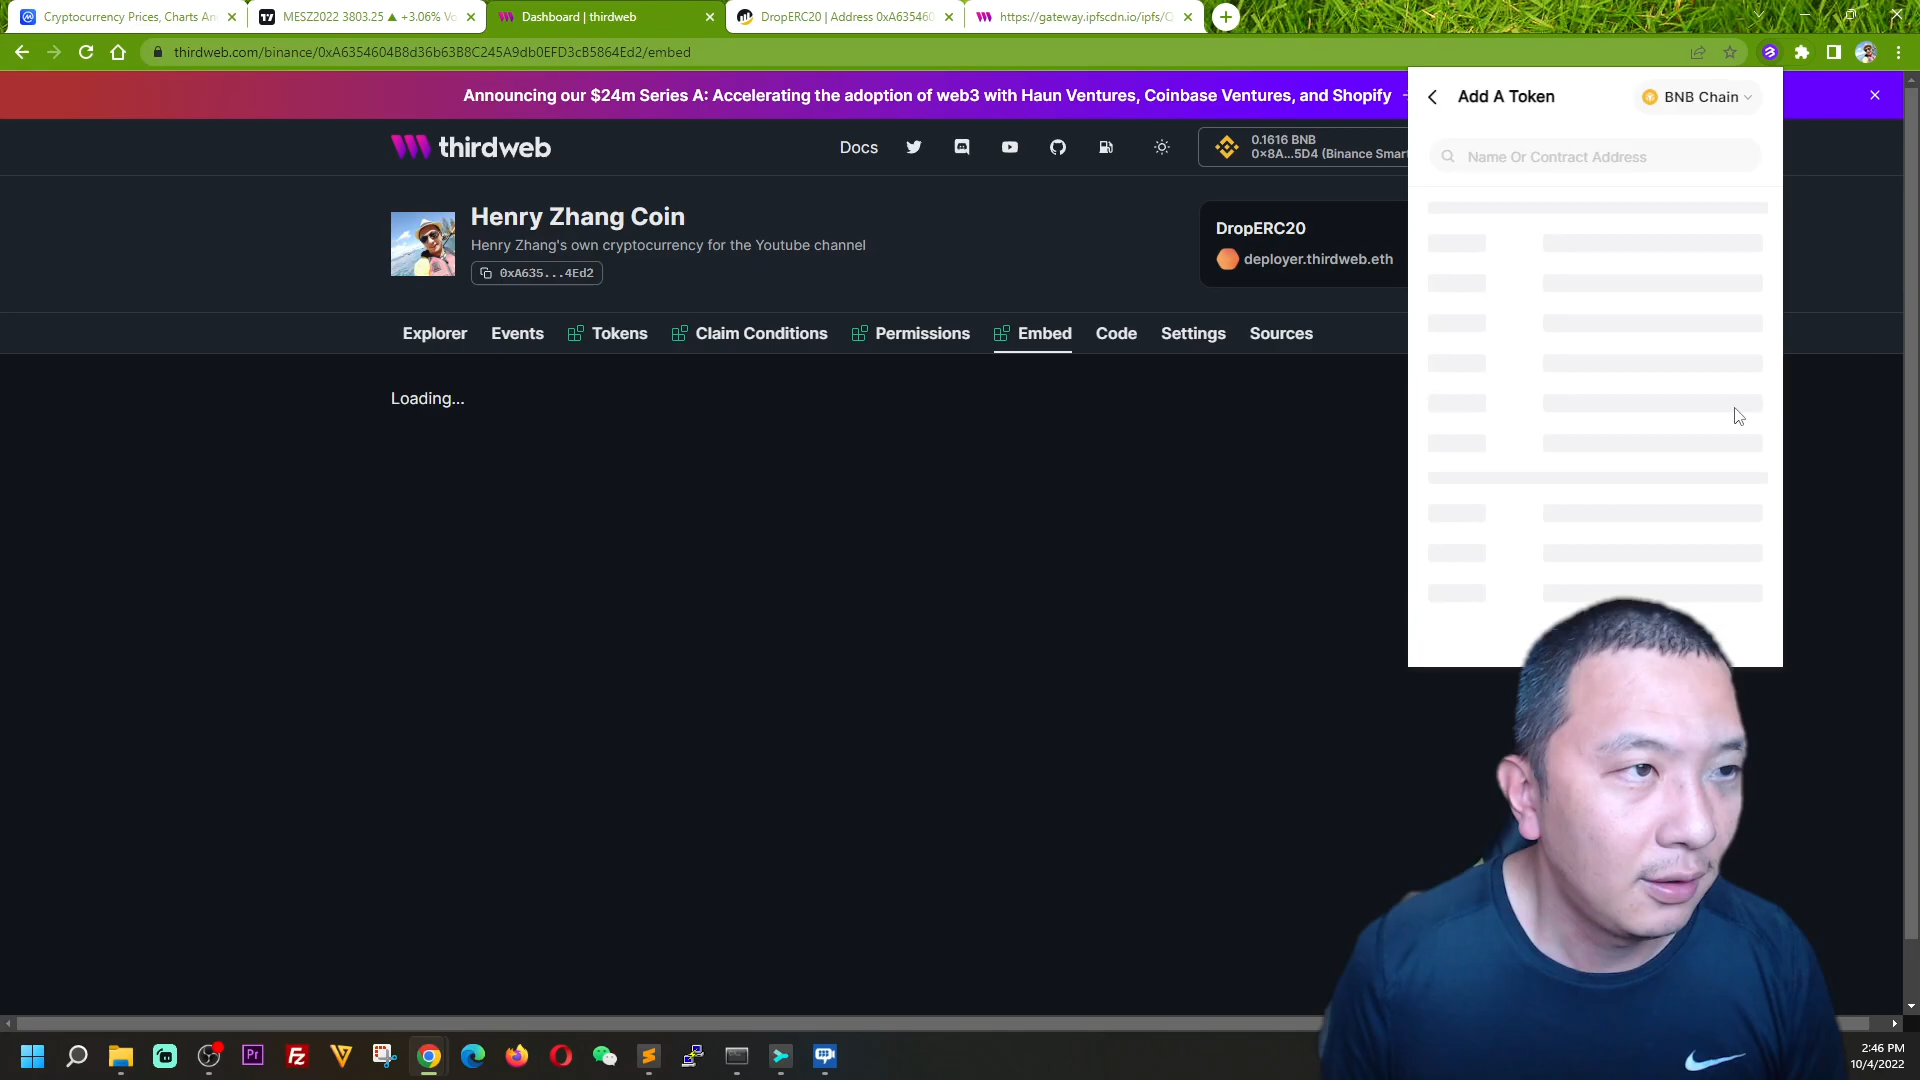 Cryptocurrency Prices, Charts An
MESZ2022 3803.25 ▲ +3.06% Vo
Dashboard | thirdweb
DropERC20 | Address 0xA635460
https://gateway.ipfscdn.io/ipfs/Q
thirdweb.com/binance/0xA6354604B8d36b63B8C245A9db0EFD3cB5864Ed2/embed
Announcing our $24m Series A: Accelerating the adoption of web3 with Haun Ventures, Coinbase Ventures, and Shopify
Add A Token
BNB Chain
Name Or Contract Address
thirdweb
Docs
0.1616 BNB
0x8A...5D4 (Binance Smar
Henry Zhang Coin
Henry Zhang's own cryptocurrency for the Youtube channel
0xA635...4Ed2
DropERC20
deployer.thirdweb.eth
Explorer Events Tokens Claim Conditions Permissions Embed Code Settings Sources
Loading...
Pr
Fz
2:46 PM
10/4/2022